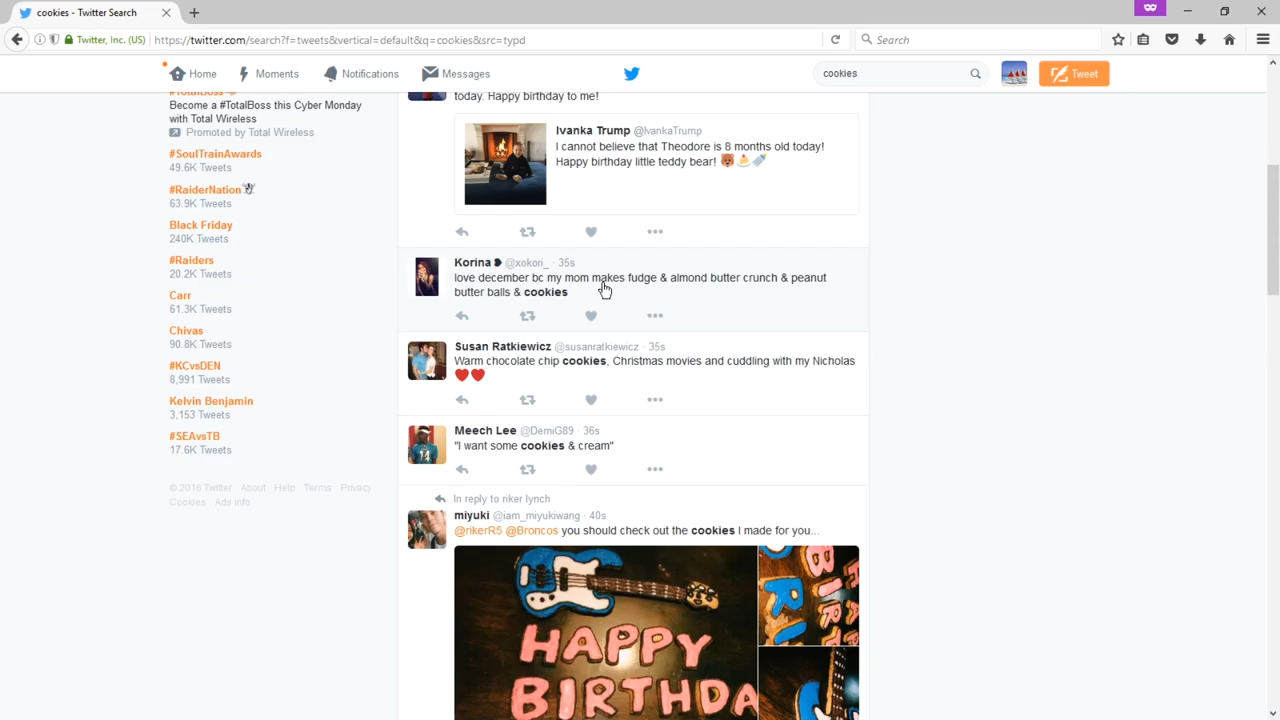 cookies - Twitter Search
Twitter, Inc. (US)
https://twitter.com/search?f=tweets&vertical=default&q=cookies&src=typd
Search
Home
Moments
Notifications
Messages
cookies
Tweet
#TotalBoss
Become a #TotalBoss this Cyber Monday
with Total Wireless
Promoted by Total Wireless
#SoulTrainAwards
49.6K Tweets
#RaiderNation
63.9K Tweets
Black Friday
240K Tweets
#Raiders
20.2K Tweets
Carr
61.3K Tweets
Chivas
90.8K Tweets
#KCvsDEN
8,991 Tweets
Kelvin Benjamin
3,153 Tweets
#SEAvsTB
17.6K Tweets
© 2016 Twitter About Help Terms Privacy
Cookies Ads info
today. Happy birthday to me!
Ivanka Trump @IvankaTrump
I cannot believe that Theodore is 8 months old today!
Happy birthday little teddy bear! 🐻🍮🍼
Korina @xokori_ · 35s
love december bc my mom makes fudge & almond butter crunch & peanut
butter balls & cookies
Susan Ratkiewicz @susanratkiewicz · 35s
Warm chocolate chip cookies, Christmas movies and cuddling with my Nicholas
❤️❤️
Meech Lee @DemiG89 · 36s
"I want some cookies & cream"
In reply to riker lynch
miyuki @iam_miyukiwang · 40s
@rikerR5 @Broncos you should check out the cookies I made for you...
HAPPY
BIRTHDA